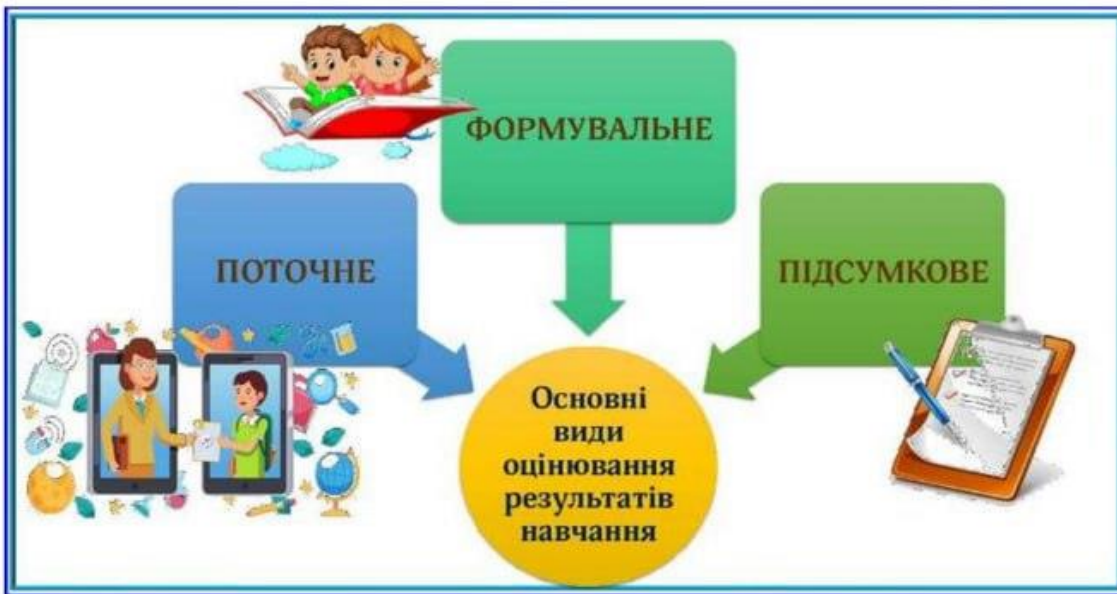 ФОРМУВАЛЬНЕ
ПОТОЧНЕ
ПІДСУМКОВЕ
Основні
види
оцінювання
результатів
навчання